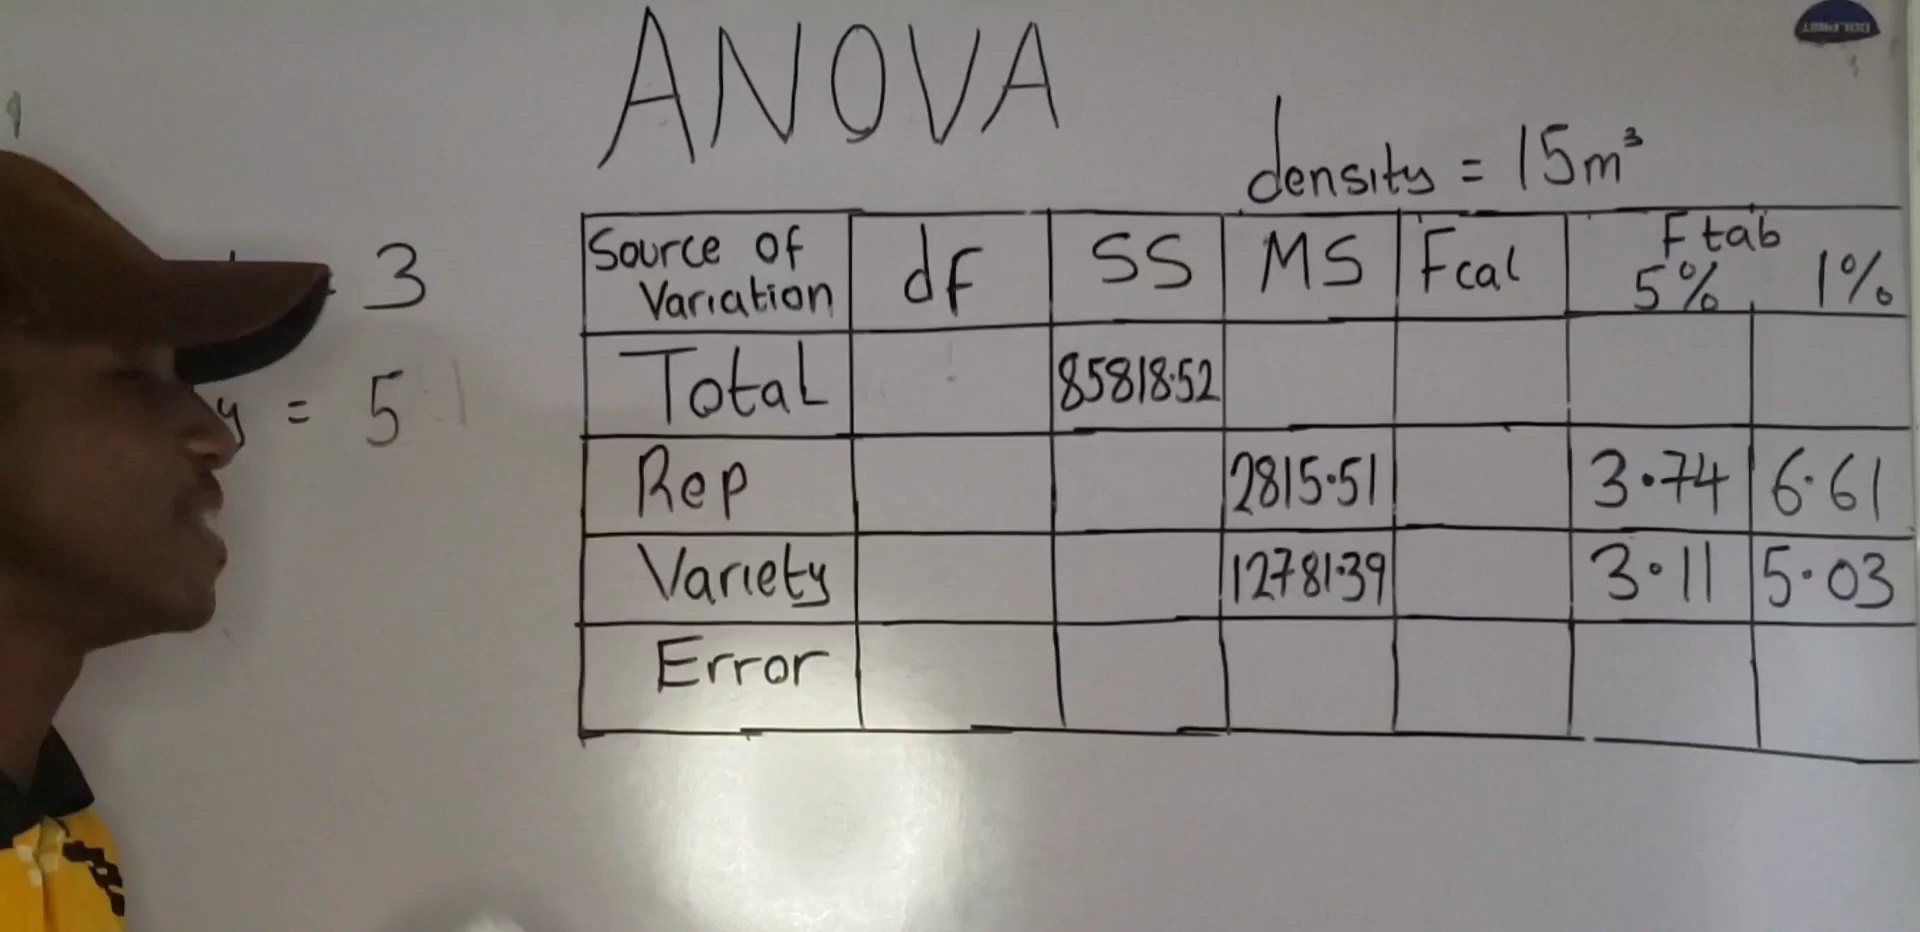 ANOVA
density = 15m³
= 3
y = 5
Source of Variation df SS MS Fcal F tab 5% 1%
Total 85818.52
Rep 2815.51 3.74 6.61
Variety 12781.39 3.11 5.03
Error